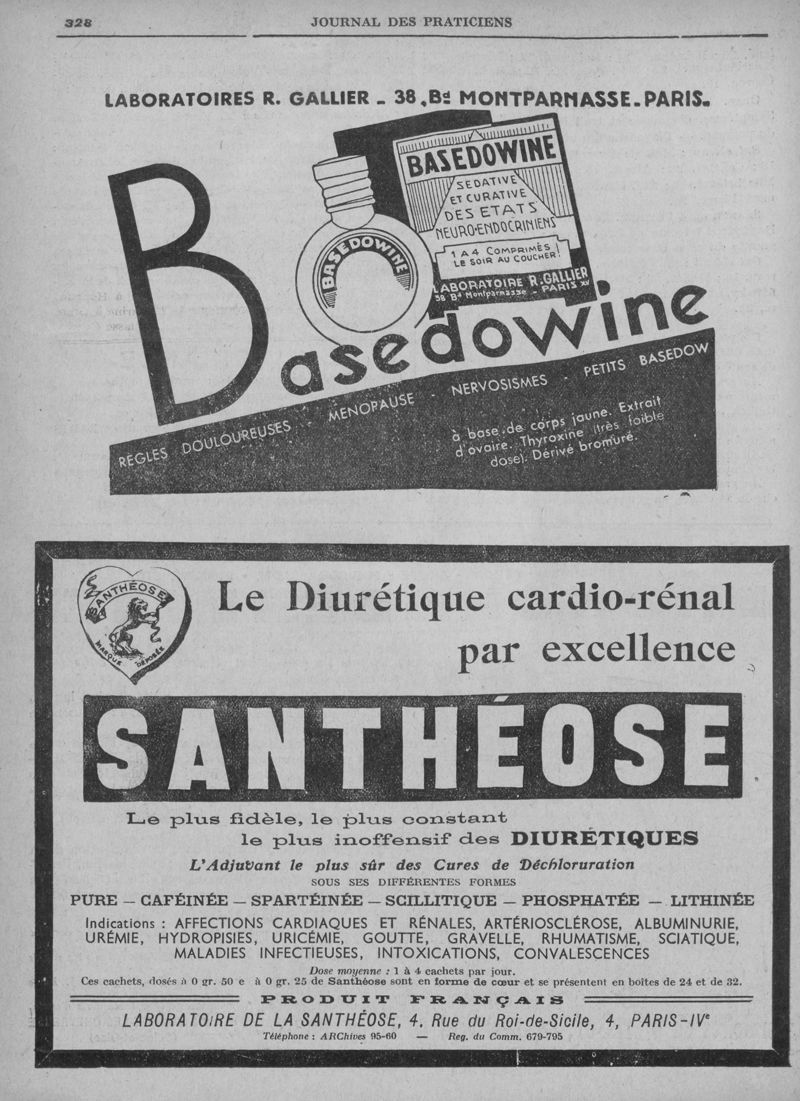 328
JOURNAL DES PRATICIENS
LABORATOIRES R. GALLIER - 38, Bd MONTPARNASSE - PARIS.
BASEDOWINE
SEDATIVE
ET CURATIVE
DES ETATS
NEURO-ENDOCRINIENS
1 A 4 COMPRIMÉS
LE SOIR AU COUCHER!
LABORATOIRE R. GALLIER
38 Bd Montparnasse - PARIS XV
BASEDOWINE
Basedowine
RÈGLES DOULOUREUSES - MENOPAUSE - NERVOSISMES - PETITS BASEDOW
à base de corps jaune. Extrait
d'ovaire. Thyroxine (très foible
dose). Dérivé bromuré.
SANTHÉOSE
MARQUE DÉPOSÉE
Le Diurétique cardio-rénal
par excellence
SANTHÉOSE
Le plus fidèle, le plus constant
le plus inoffensif des DIURÉTIQUES
L'Adjuvant le plus sûr des Cures de Déchloruration
SOUS SES DIFFÉRENTES FORMES
PURE — CAFÉINÉE — SPARTÉINÉE — SCILLITIQUE — PHOSPHATÉE — LITHINÉE
Indications : AFFECTIONS CARDIAQUES ET RÉNALES, ARTÉRIOSCLÉROSE, ALBUMINURIE,
URÉMIE, HYDROPISIES, URICÉMIE, GOUTTE, GRAVELLE, RHUMATISME, SCIATIQUE,
MALADIES INFECTIEUSES, INTOXICATIONS, CONVALESCENCES
Dose moyenne : 1 à 4 cachets par jour.
Ces cachets, dosés à 0 gr. 50 e à 0 gr. 25 de Santhéose sont en forme de cœur et se présentent en boîtes de 24 et de 32.
PRODUIT FRANÇAIS
LABORATOIRE DE LA SANTHÉOSE, 4, Rue du Roi-de-Sicile, 4, PARIS-IVe
Téléphone : ARChives 95-60 — Reg. du Comm. 679-795